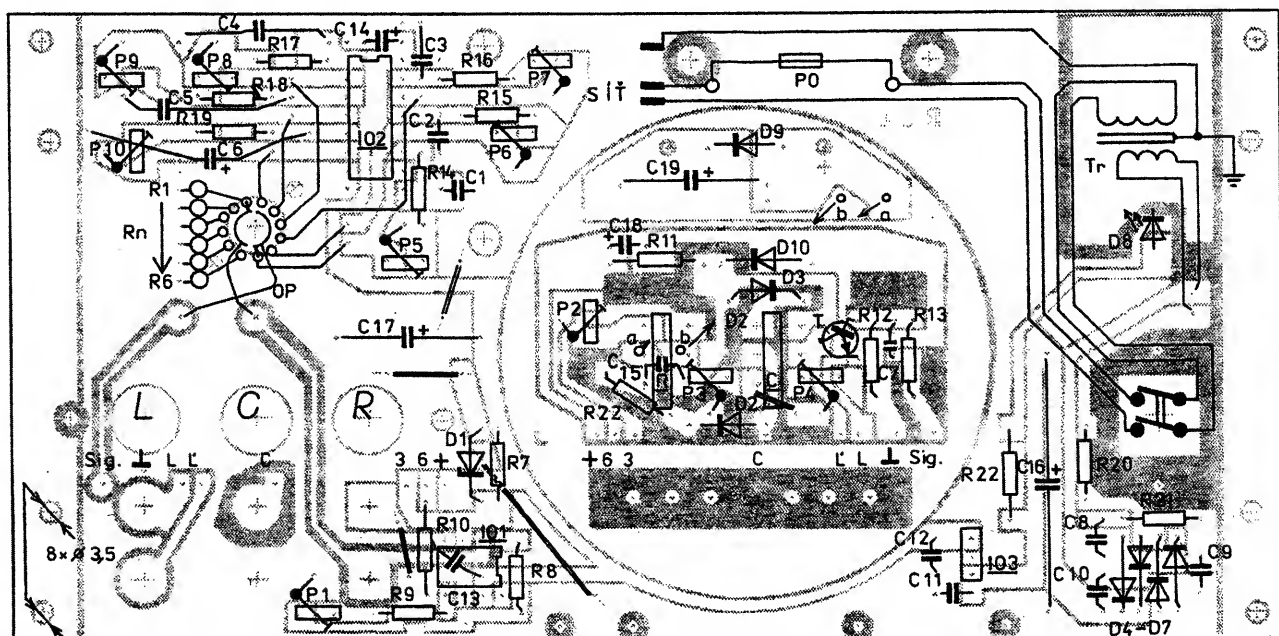 C4
C14 +
C3
P9
P8
R17
R16
P7
P0
D9
C5
R18
Sít
R19
R15
C2
P10
C6
+
IO2
P6
Tr
R14
C1
C19
+
R1
b
a
Rn
P5
+
C18
R11
D10
D8
R6
OP
D3
P2
C17
+
a
b
D2
T
R12
R13
C15
P3
C
P4
L
C
R
R22
D2
D1
Sig. ⊥ L Ľ
C
3 6 +
R7
+ 6 3
C
Ľ L ⊥ Sig.
R22
C16
+
R20
R10
IO1
R21
8× ⌀ 3,5
C8
C12
IO3
C9
R8
C11
C10
P1
R9
C13
D4-D7